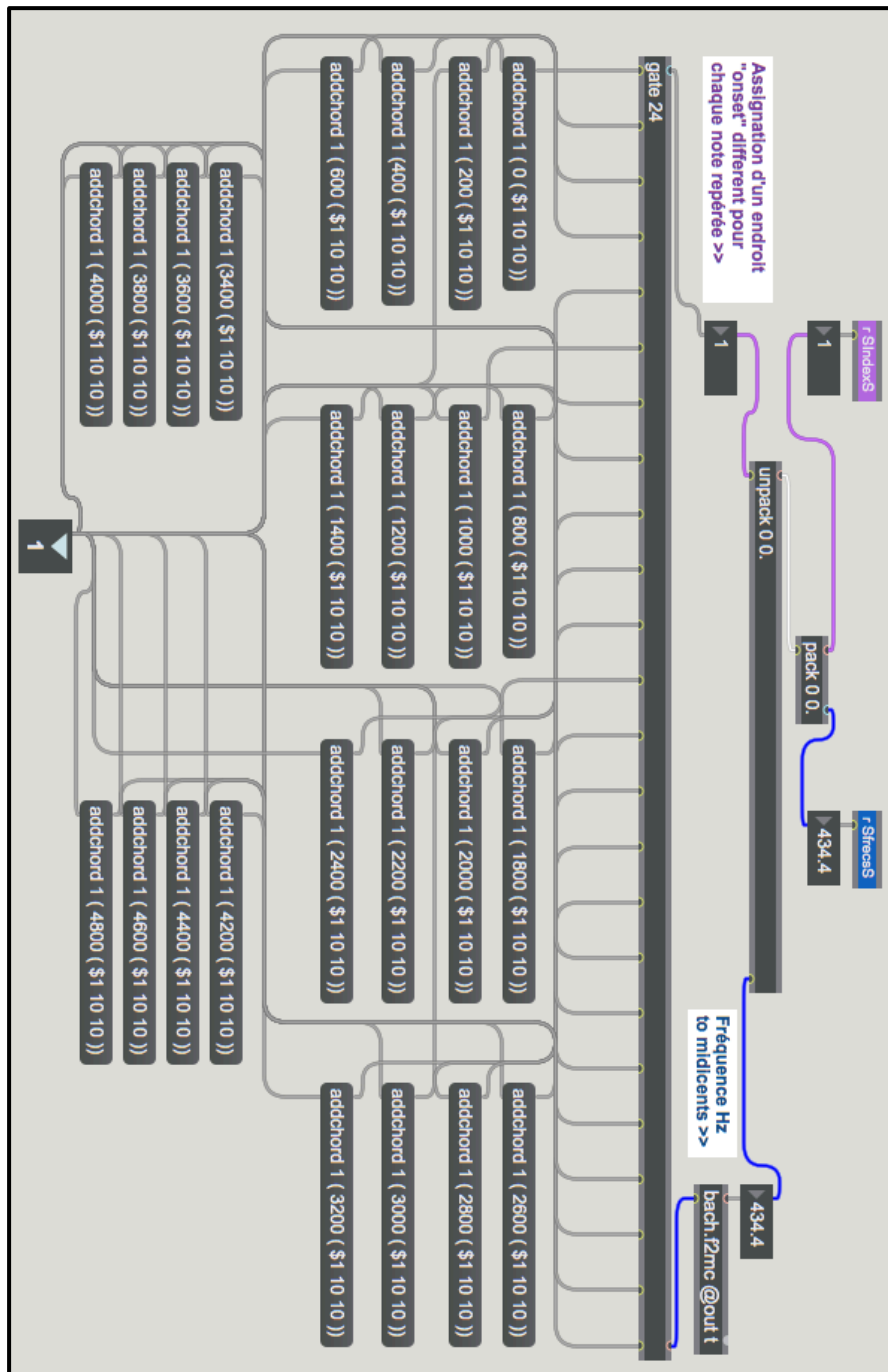 r SIndexS
r SfrecsS
1
434.4
pack 0 0.
unpack 0 0.
1
434.4
Fréquence Hz
to midicents >>
bach.f2mc @out t
Assignation d'un endroit
"onset" different pour
chaque note repérée >>
gate 24
addchord 1 ( 0 ( $1 10 10 ))
addchord 1 ( 200 ( $1 10 10 ))
addchord 1 (400 ( $1 10 10 ))
addchord 1 ( 600 ( $1 10 10 ))
addchord 1 ( 800 ( $1 10 10 ))
addchord 1 ( 1000 ( $1 10 10 ))
addchord 1 ( 1200 ( $1 10 10 ))
addchord 1 ( 1400 ( $1 10 10 ))
addchord 1 ( 1800 ( $1 10 10 ))
addchord 1 ( 2000 ( $1 10 10 ))
addchord 1 ( 2200 ( $1 10 10 ))
addchord 1 ( 2400 ( $1 10 10 ))
addchord 1 ( 2600 ( $1 10 10 ))
addchord 1 ( 2800 ( $1 10 10 ))
addchord 1 ( 3000 ( $1 10 10 ))
addchord 1 ( 3200 ( $1 10 10 ))
addchord 1 (3400 ( $1 10 10 ))
addchord 1 ( 3600 ( $1 10 10 ))
addchord 1 ( 3800 ( $1 10 10 ))
addchord 1 ( 4000 ( $1 10 10 ))
addchord 1 ( 4200 ( $1 10 10 ))
addchord 1 ( 4400 ( $1 10 10 ))
addchord 1 ( 4600 ( $1 10 10 ))
addchord 1 ( 4800 ( $1 10 10 ))
1